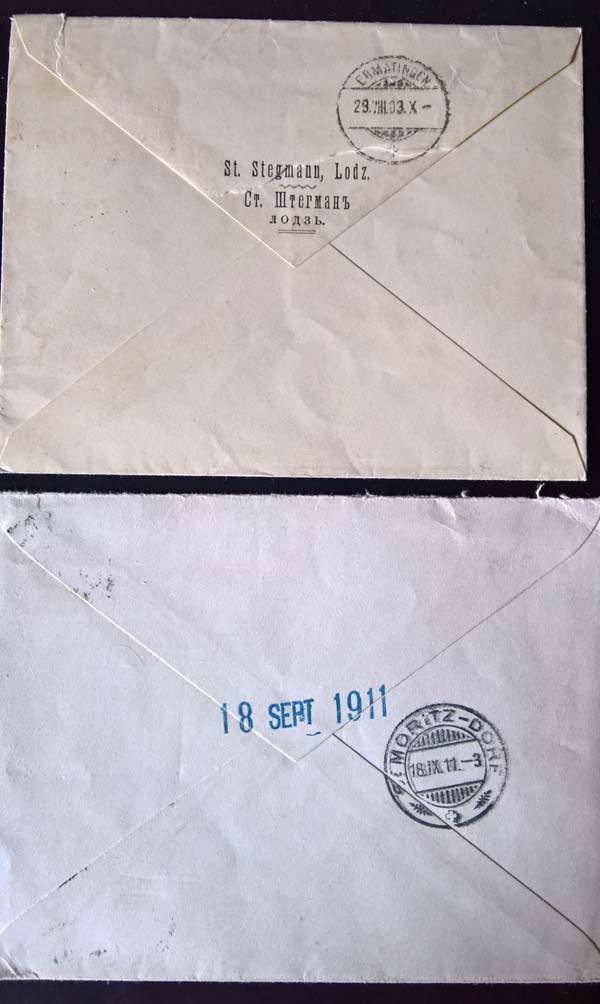 ERMATINGEN
23.VIII.03.X-
St. Stegmann, Lodz.
Ст. Штегманъ
ЛОДЗЬ.
18 SEPT 1911
ST. MORITZ-DORF
18.IX.11.-3